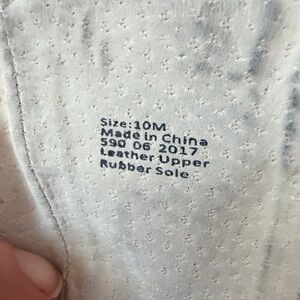 Size:10M
Made in China
590 06 2017
Leather Upper
Rubber Sole